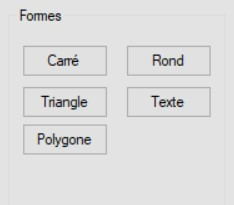 Formes
Carré Rond
Triangle Texte
Polygone